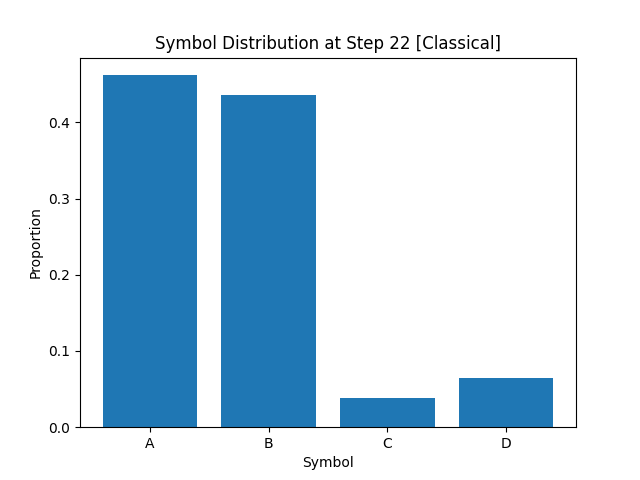 Symbol Distribution at Step 22 [Classical]
Proportion
0.4
0.3
0.2
0.1
0.0
A B C D
Symbol